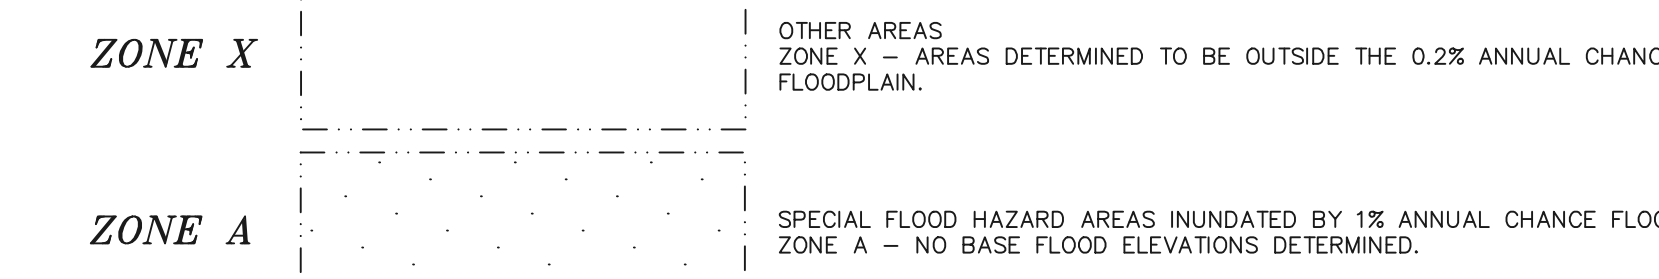 ZONE X
OTHER AREAS
ZONE X – AREAS DETERMINED TO BE OUTSIDE THE 0.2% ANNUAL
FLOODPLAIN.
ZONE A
SPECIAL FLOOD HAZARD AREAS INUNDATED BY 1% ANNUAL CHANCE
ZONE A – NO BASE FLOOD ELEVATIONS DETERMINED.